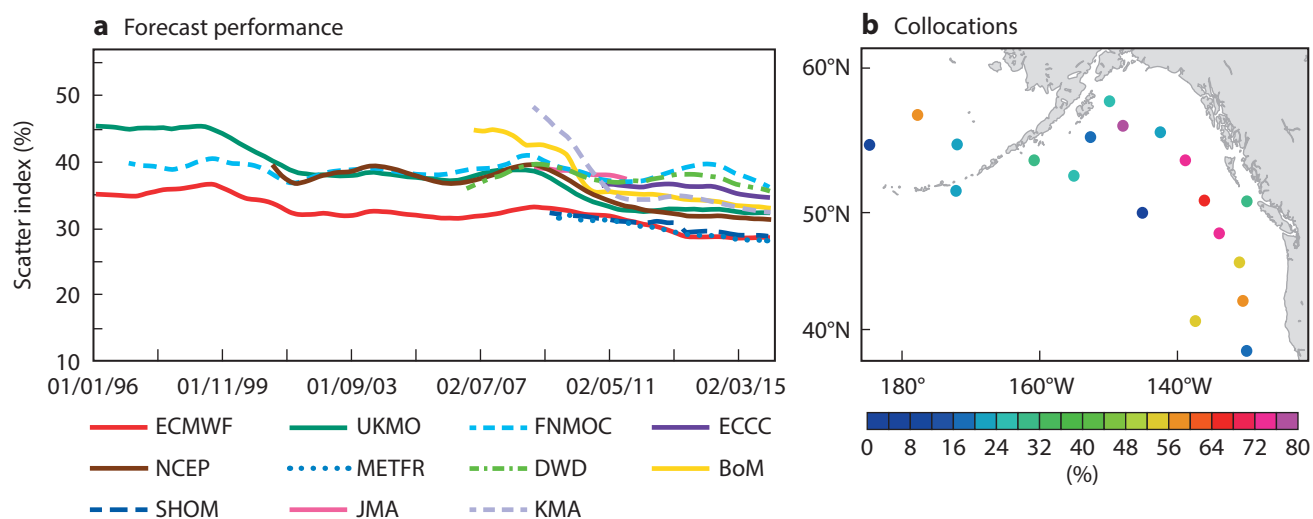 a Forecast performance
Scatter index (%)
50
40
30
20
10
01/01/96 01/11/99 01/09/03 02/07/07 02/05/11 02/03/15
ECMWF UKMO FNMOC ECCC
NCEP METFR DWD BoM
SHOM JMA KMA
b Collocations
60°N
50°N
40°N
180° 160°W 140°W
0 8 16 24 32 40 48 56 64 72 80
(%)